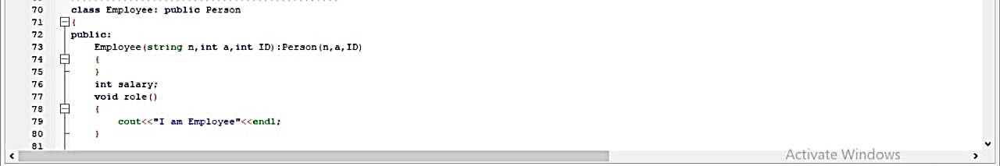 70 class Employee: public Person
71 {
72 public:
73 Employee(string n,int a,int ID):Person(n,a,ID)
74 {
75 }
76 int salary;
77 void role()
78 {
79 cout<<"I am Employee"<<endl;
80 }
81
Activate Windows